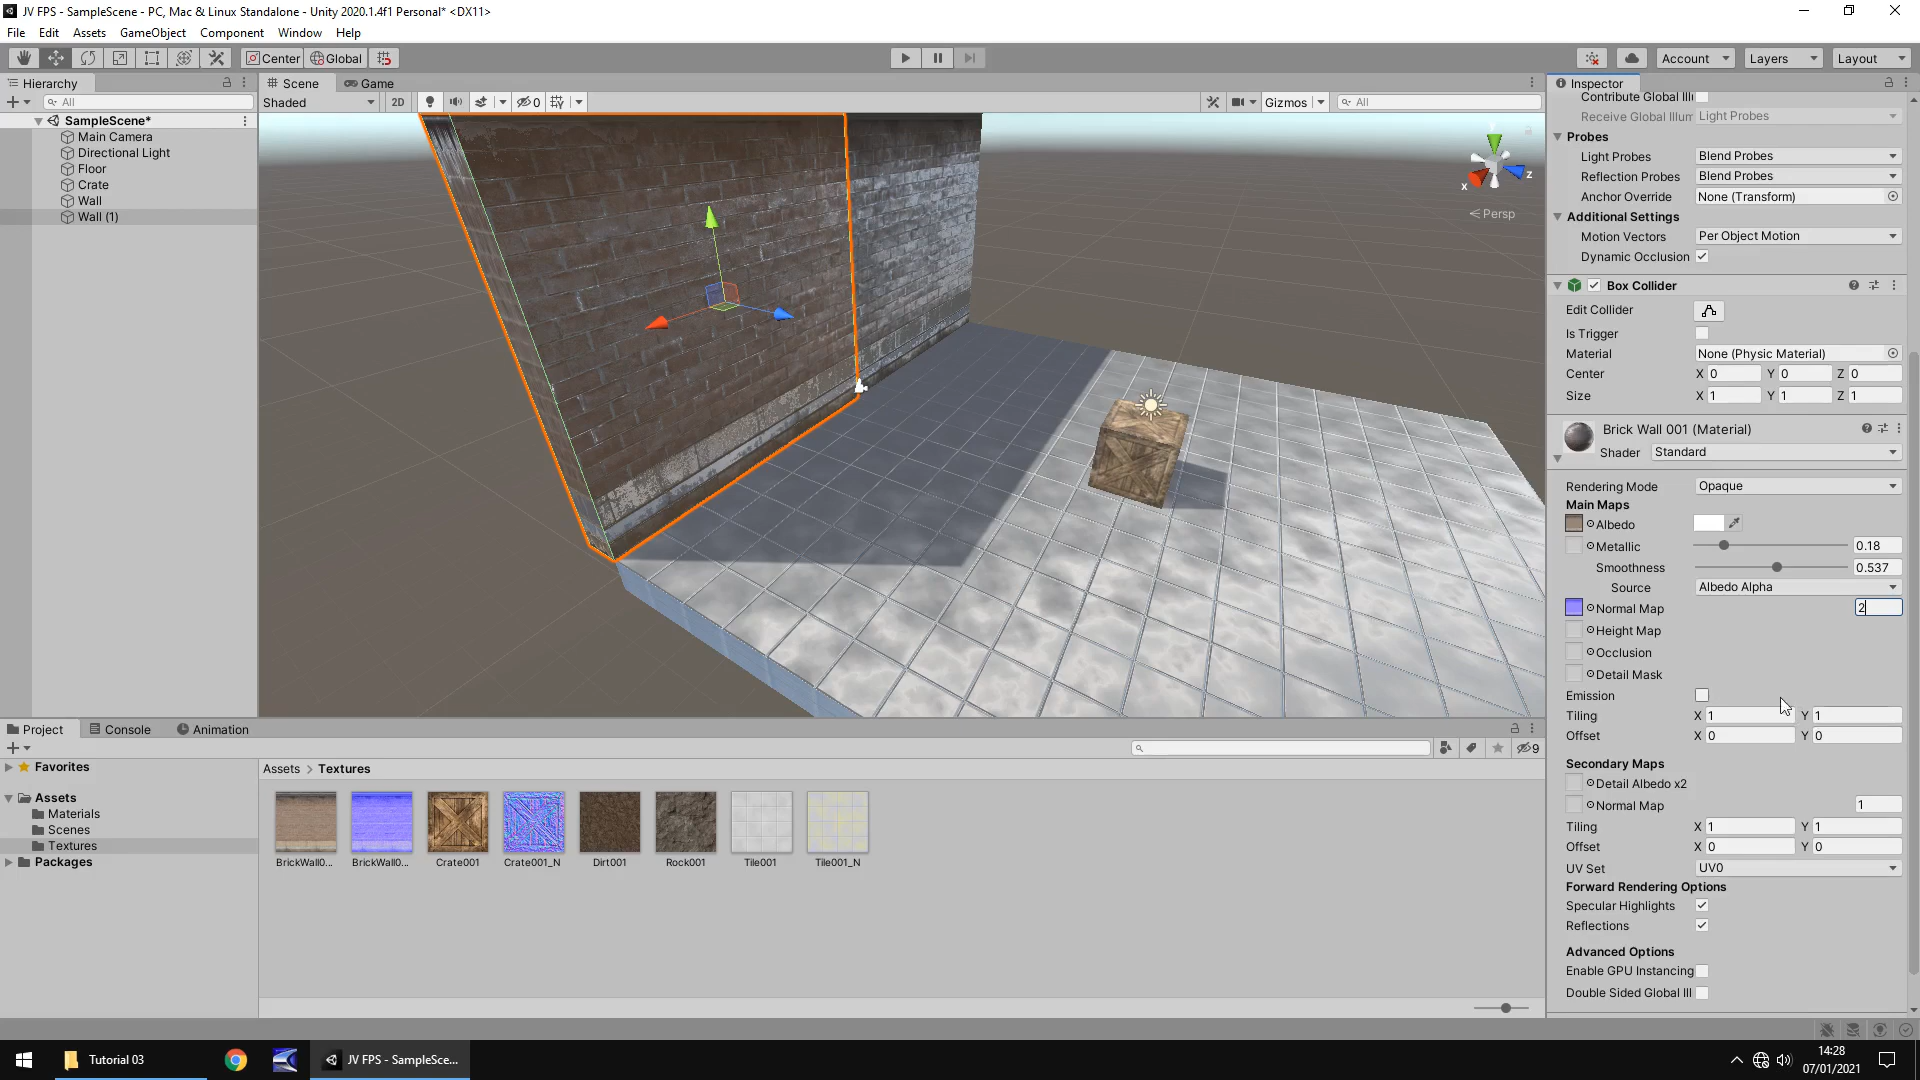 JV FPS - SampleScene - PC, Mac & Linux Standalone - Unity 2020.1.4f1 Personal* <DX11>
File Edit Assets GameObject Component Window Help
Center Global Account Layers Layout
Hierarchy Scene Game Inspector
All Shaded 2D 0 Gizmos All
SampleScene*
Main Camera
Directional Light
Floor
Crate
Wall
Wall (1)
x z
Persp
Contribute Global Illu
Receive Global Illum Light Probes
Probes
Light Probes Blend Probes
Reflection Probes Blend Probes
Anchor Override None (Transform)
Additional Settings
Motion Vectors Per Object Motion
Dynamic Occlusion
Box Collider
Edit Collider
Is Trigger
Material None (Physic Material)
Center X 0 Y 0 Z 0
Size X 1 Y 1 Z 1
Brick Wall 001 (Material)
Shader Standard
Rendering Mode Opaque
Main Maps
Albedo
Metallic 0.18
Smoothness 0.537
Source Albedo Alpha
Normal Map 2
Height Map
Occlusion
Detail Mask
Emission
Tiling X 1 Y 1
Offset X 0 Y 0
Secondary Maps
Detail Albedo x2
Normal Map 1
Tiling X 1 Y 1
Offset X 0 Y 0
UV Set UV0
Forward Rendering Options
Specular Highlights
Reflections
Advanced Options
Enable GPU Instancing
Double Sided Global Ill
Project Console Animation
9
Favorites
Assets
Materials
Scenes
Textures
Packages
Assets > Textures
BrickWall0... BrickWall0... Crate001 Crate001_N Dirt001 Rock001 Tile001 Tile001_N
Tutorial 03 JV FPS - SampleSce...
14:28
07/01/2021